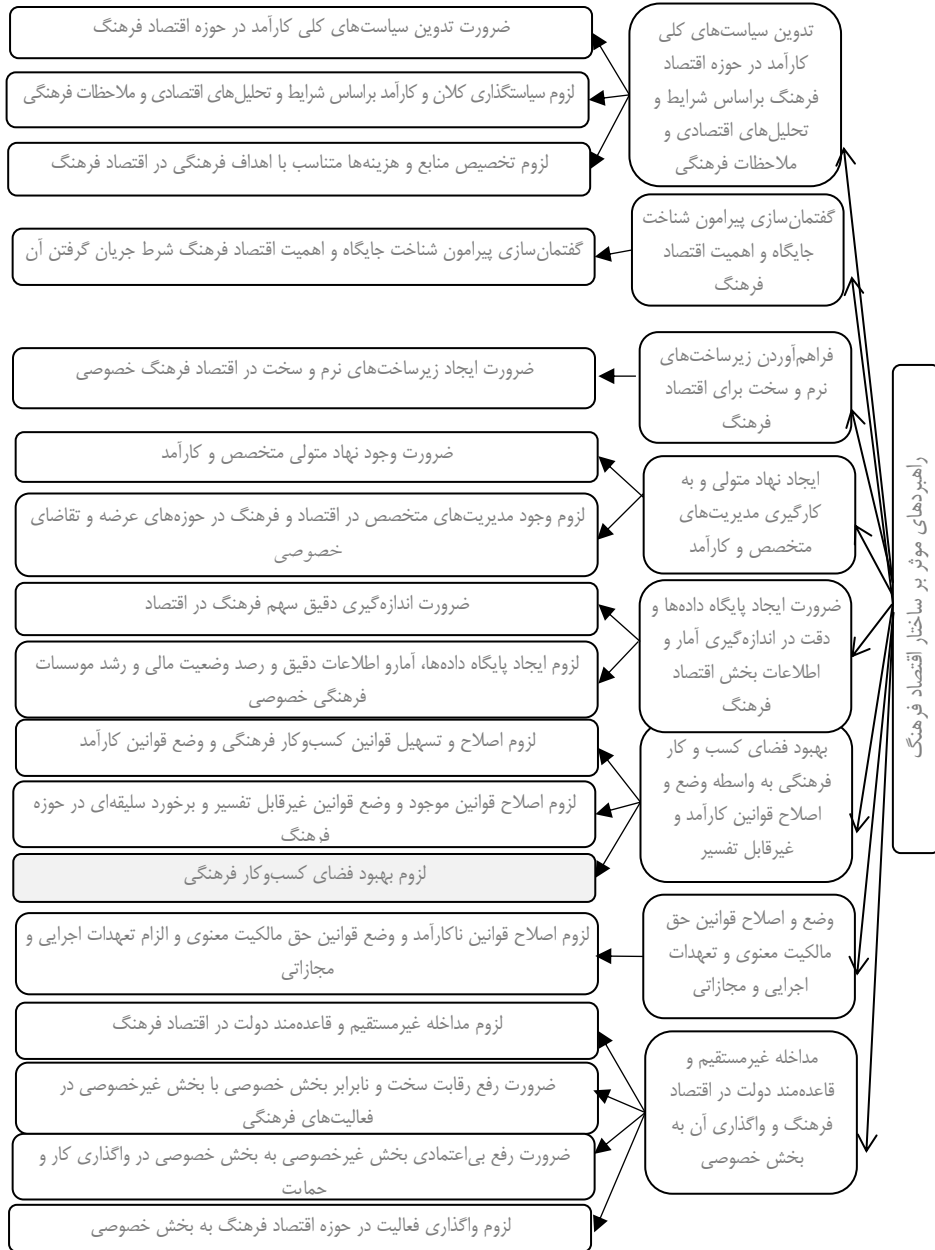 راهبردهای موثر بر ساختار اقتصاد فرهنگ
تدوین سیاست‌های کلی
کارآمد در حوزه اقتصاد
فرهنگ براساس شرایط و
تحلیل‌های اقتصادی و
ملاحظات فرهنگی
ضرورت تدوین سیاست‌های کلی کارآمد در حوزه اقتصاد فرهنگ
لزوم سیاستگذاری کلان و کارآمد براساس شرایط و تحلیل‌های اقتصادی و ملاحظات فرهنگی
لزوم تخصیص منابع و هزینه‌ها متناسب با اهداف فرهنگی در اقتصاد فرهنگ
گفتمان‌سازی پیرامون شناخت
جایگاه و اهمیت اقتصاد
فرهنگ
گفتمان‌سازی پیرامون شناخت جایگاه و اهمیت اقتصاد فرهنگ شرط جریان گرفتن آن
فراهم‌آوردن زیرساخت‌های
نرم و سخت برای اقتصاد
فرهنگ
ضرورت ایجاد زیرساخت‌های نرم و سخت در اقتصاد فرهنگ خصوصی
ایجاد نهاد متولی و به
کارگیری مدیریت‌های
متخصص و کارآمد
ضرورت وجود نهاد متولی متخصص و کارآمد
لزوم وجود مدیریت‌های متخصص در اقتصاد و فرهنگ در حوزه‌های عرضه و تقاضای
خصوصی
ضرورت ایجاد پایگاه داده‌ها و
دقت در اندازه‌گیری آمار و
اطلاعات بخش اقتصاد
فرهنگ
ضرورت اندازه‌گیری دقیق سهم فرهنگ در اقتصاد
لزوم ایجاد پایگاه داده‌ها، آمارو اطلاعات دقیق و رصد وضعیت مالی و رشد موسسات
فرهنگی خصوصی
بهبود فضای کسب و کار
فرهنگی به واسطه وضع و
اصلاح قوانین کارآمد و
غیرقابل تفسیر
لزوم اصلاح و تسهیل قوانین کسب‌وکار فرهنگی و وضع قوانین کارآمد
لزوم اصلاح قوانین موجود و وضع قوانین غیرقابل تفسیر و برخورد سلیقه‌ای در حوزه
فرهنگ
لزوم بهبود فضای کسب‌وکار فرهنگی
وضع و اصلاح قوانین حق
مالکیت معنوی و تعهدات
اجرایی و مجازاتی
لزوم اصلاح قوانین ناکارآمد و وضع قوانین حق مالکیت معنوی و الزام تعهدات اجرایی و
مجازاتی
مداخله غیرمستقیم و
قاعده‌مند دولت در اقتصاد
فرهنگ و واگذاری آن به
بخش خصوصی
لزوم مداخله غیرمستقیم و قاعده‌مند دولت در اقتصاد فرهنگ
ضرورت رفع رقابت سخت و نابرابر بخش خصوصی با بخش غیرخصوصی در
فعالیت‌های فرهنگی
ضرورت رفع بی‌اعتمادی بخش غیرخصوصی به بخش خصوصی در واگذاری کار و
حمایت
لزوم واگذاری فعالیت در حوزه اقتصاد فرهنگ به بخش خصوصی